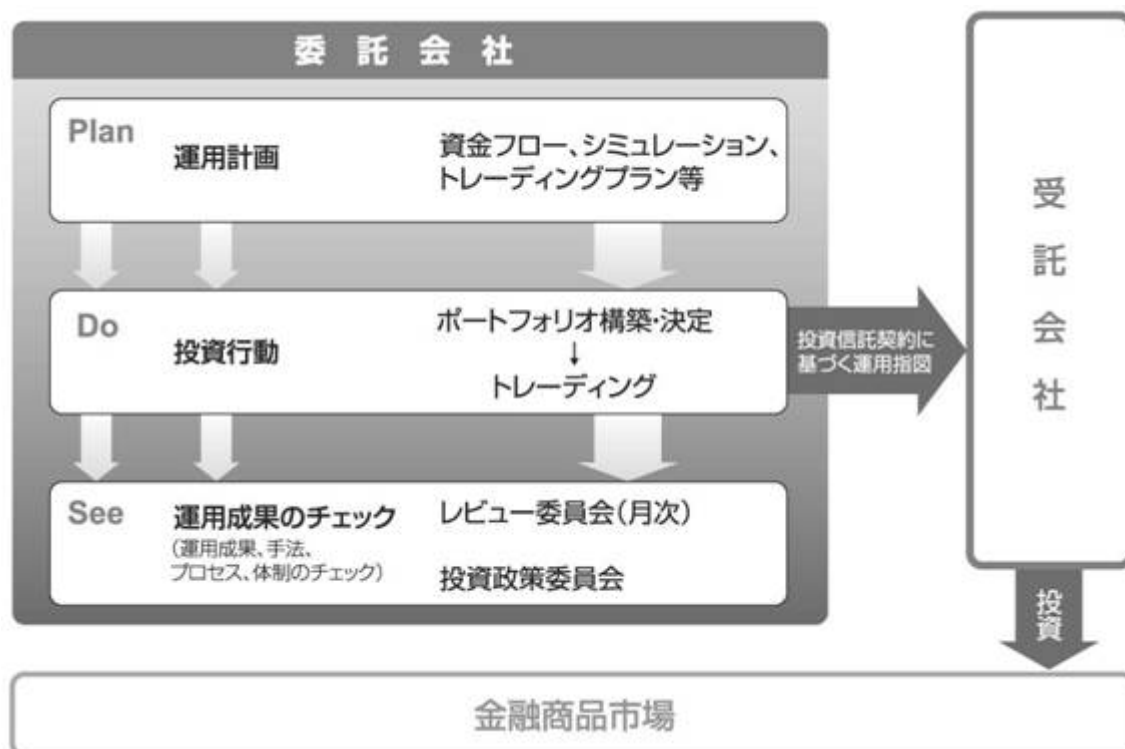 委託会社
Plan
運用計画
資金フロー、シミュレーション、
トレーディングプラン等
Do
投資行動
ポートフォリオ構築・決定
↓
トレーディング
投資信託契約に
基づく運用指図
See
運用成果のチェック
(運用成果、手法、
プロセス、体制のチェック)
レビュー委員会(月次)
投資政策委員会
受託会社
投資
金融商品市場